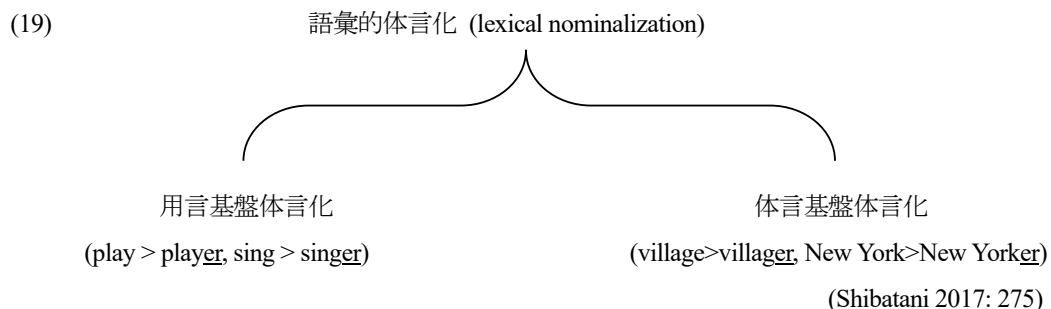 (19) 語彙的体言化 (lexical nominalization)
用言基盤体言化 体言基盤体言化
(play > player, sing > singer) (village>villager, New York>New Yorker)
(Shibatani 2017: 275)